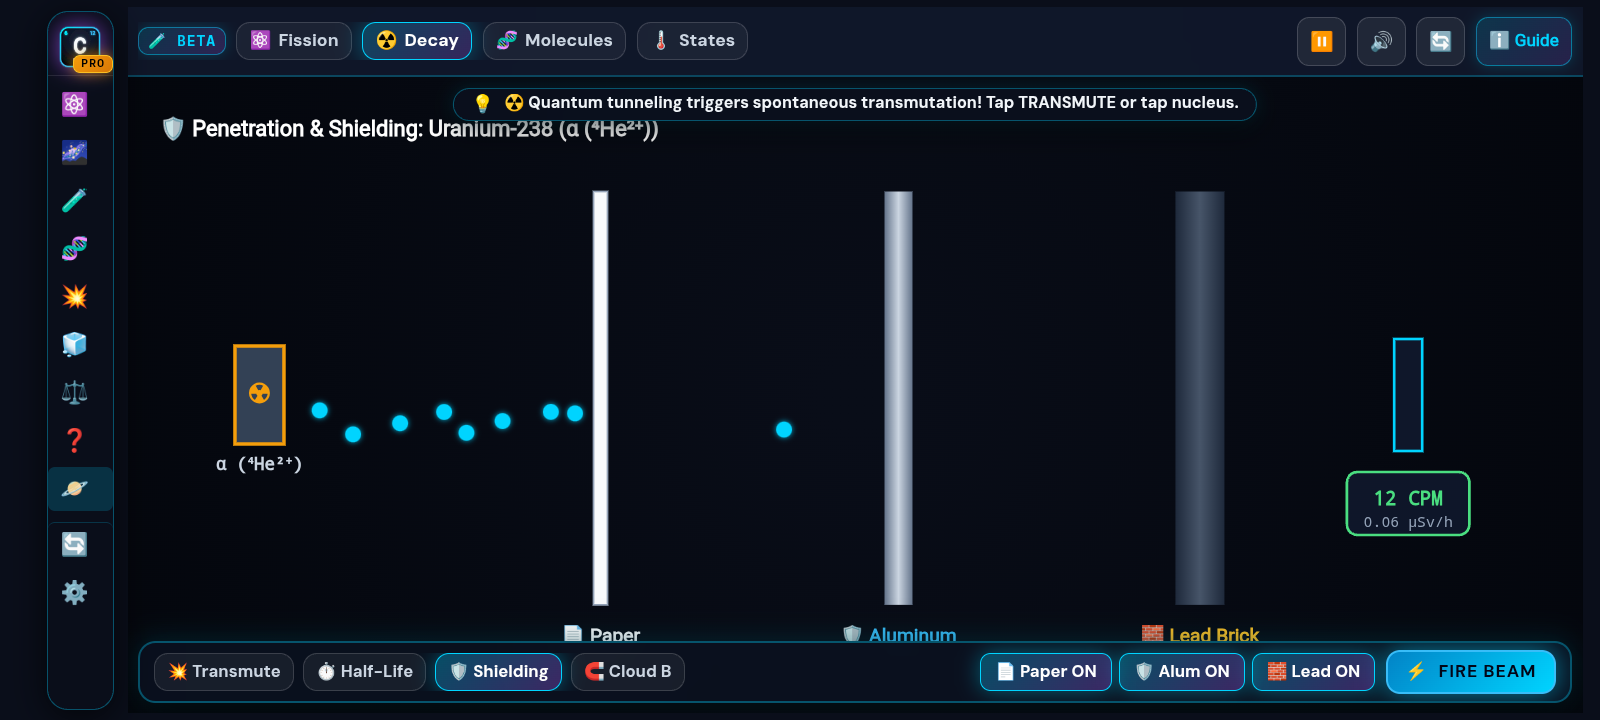 C
PRO
BETA
Fission
Decay
Molecules
States
Guide
Quantum tunneling triggers spontaneous transmutation! Tap TRANSMUTE or tap nucleus.
Penetration & Shielding: Uranium-238 (α (⁴He²⁺))
α (⁴He²⁺)
12 CPM
0.06 µSv/h
Paper
Aluminum
Lead Brick
Transmute
Half-Life
Shielding
Cloud B
Paper ON
Alum ON
Lead ON
FIRE BEAM